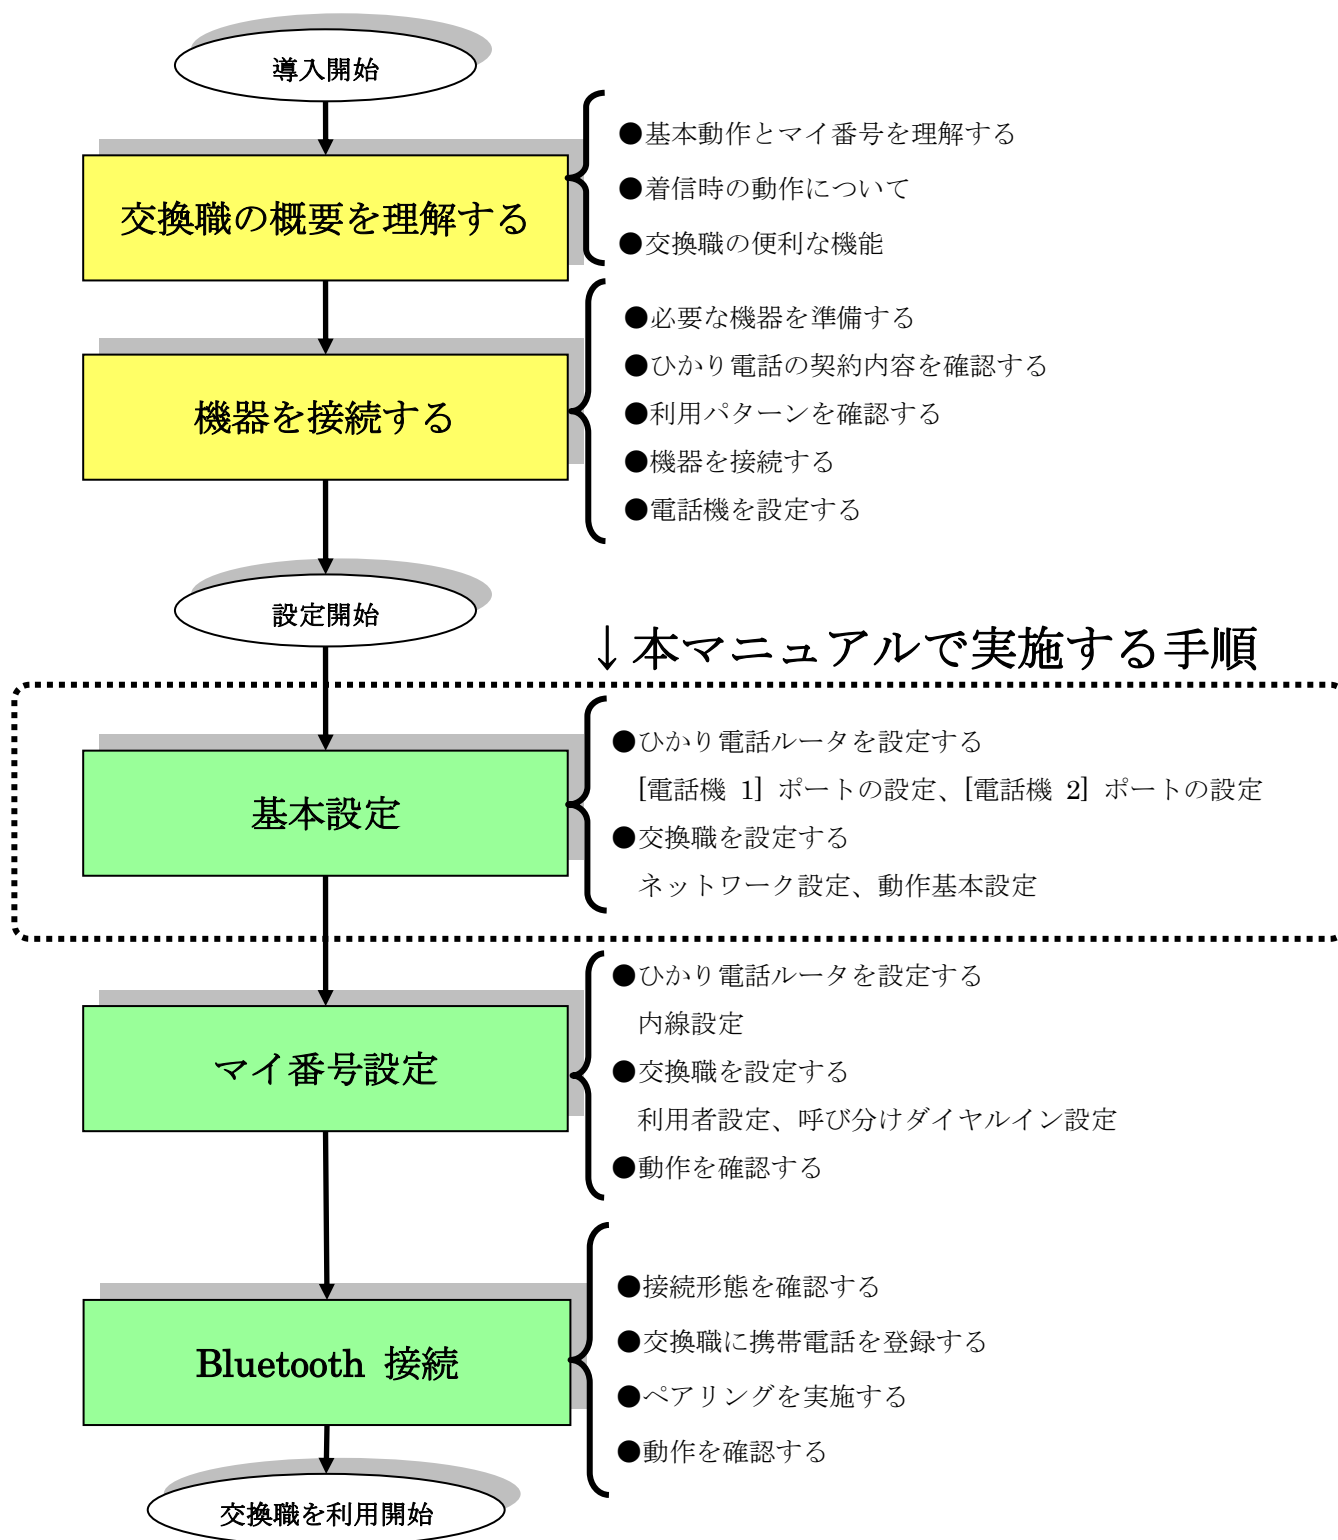 導入開始
交換職の概要を理解する
●基本動作とマイ番号を理解する
●着信時の動作について
●交換職の便利な機能
機器を接続する
●必要な機器を準備する
●ひかり電話の契約内容を確認する
●利用パターンを確認する
●機器を接続する
●電話機を設定する
設定開始
↓本マニュアルで実施する手順
基本設定
●ひかり電話ルータを設定する
[電話機 1] ポートの設定、[電話機 2] ポートの設定
●交換職を設定する
ネットワーク設定、動作基本設定
マイ番号設定
●ひかり電話ルータを設定する
内線設定
●交換職を設定する
利用者設定、呼び分けダイヤルイン設定
●動作を確認する
Bluetooth 接続
●接続形態を確認する
●交換職に携帯電話を登録する
●ペアリングを実施する
●動作を確認する
交換職を利用開始